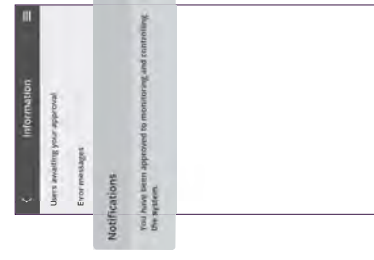 Information
Users awaiting your approval
Error messages
Notifications
You have been approved to monitoring and controlling
the system.